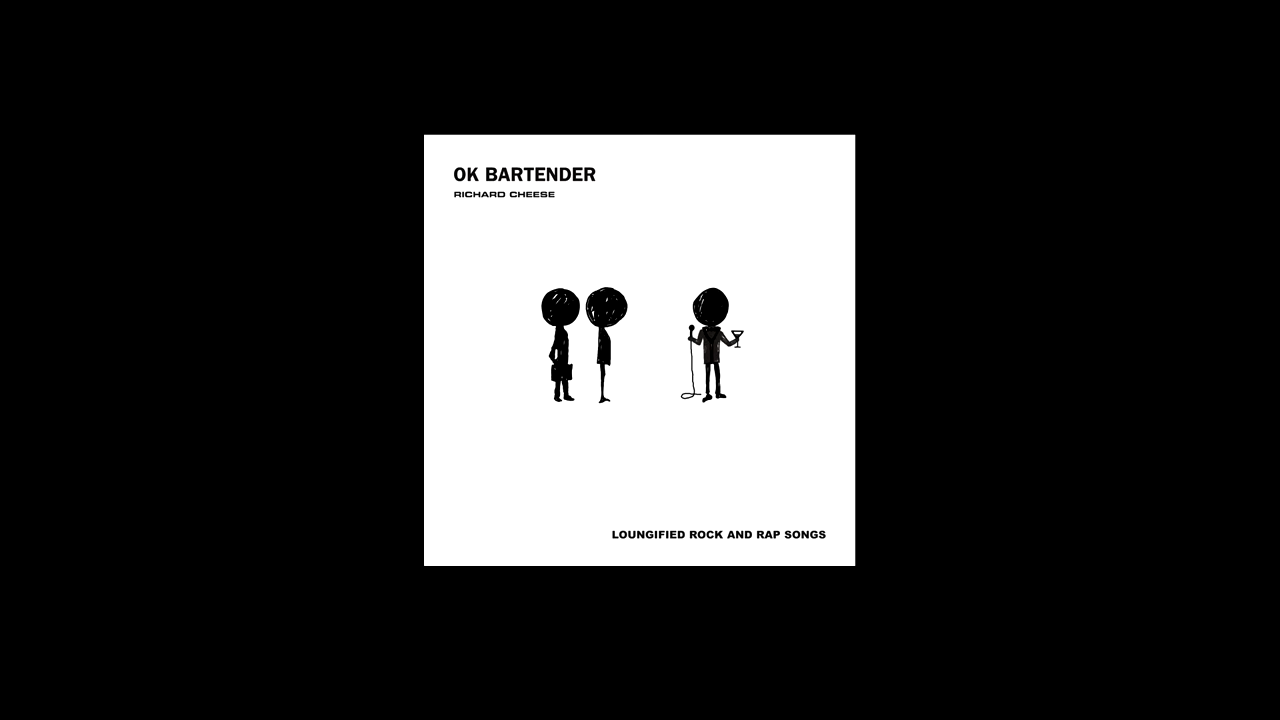 OK BARTENDER
RICHARD CHEESE
LOUNGIFIED ROCK AND RAP SONGS